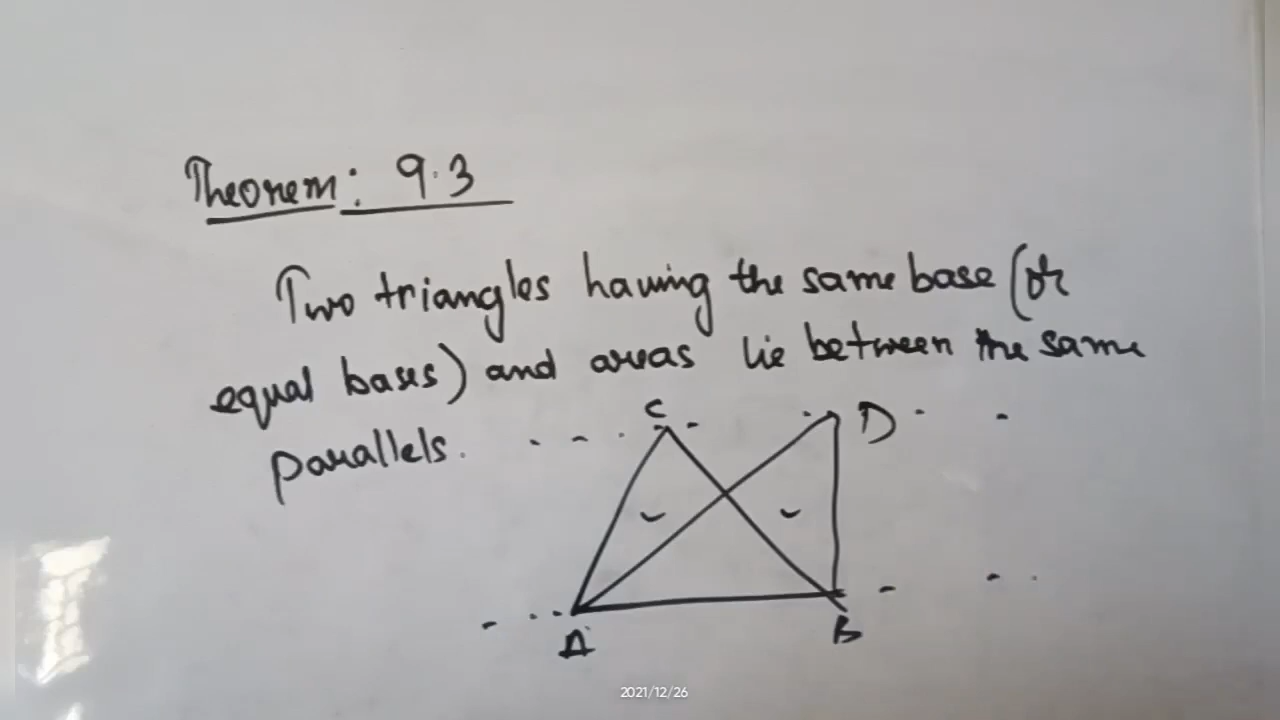 Theorem: 9.3
Two triangles having the same base (or
equal bases) and areas lie between the same
parallels.
C
D
A
B
2021/12/26